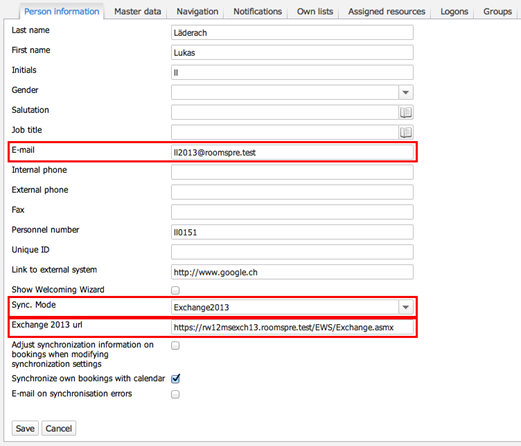 Person information Master data Navigation Notifications Own lists Assigned resources Logons Groups
Last name Läderach
First name Lukas
Initials ll
Gender
Salutation
Job title
E-mail ll2013@roomspre.test
Internal phone
External phone
Fax
Personnel number ll0151
Unique ID
Link to external system http://www.google.ch
Show Welcoming Wizard
Sync. Mode Exchange2013
Exchange 2013 url https://rw12msexch13.roomspre.test/EWS/Exchange.asmx
Adjust synchronization information on
bookings when modifying
synchronization settings
Synchronize own bookings with calendar
E-mail on synchronisation errors
Save Cancel